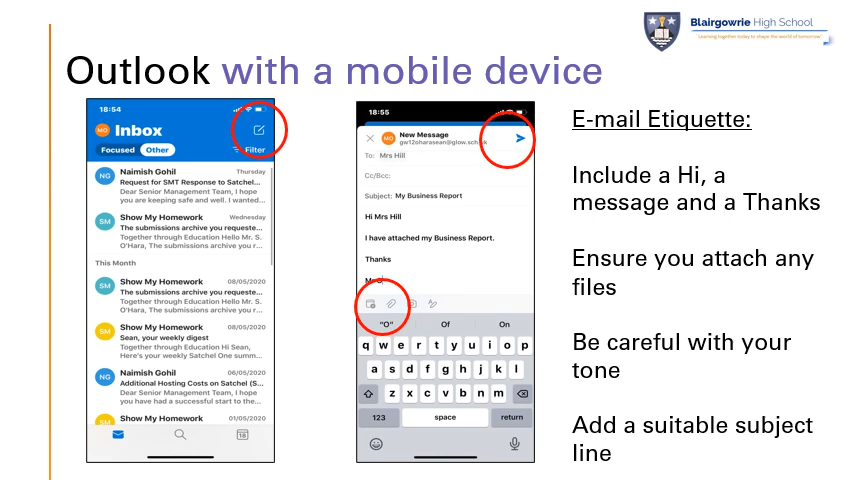 Blairgowrie High School
"Learning together today to shape the world of tomorrow"
Outlook with a mobile device
18:54
MO Inbox
Focused Other
Filter
NG Naimish Gohil Thursday
Request for SMT Response to Satchel...
Dear Senior Management Team, I hope
you are keeping safe and well. I wanted...
SM Show My Homework Wednesday
The submissions archive you requeste...
Together through Education Hello Mr. S.
O'Hara, The submissions archive you r...
This Month
SM Show My Homework 08/05/2020
The submissions archive you requeste...
Together through Education Hello Mr. S.
O'Hara, The submissions archive you r...
SM Show My Homework 08/05/2020
Sean, your weekly digest
Together through Education Hi Sean,
Here's your weekly Satchel One summ...
NG Naimish Gohil 06/05/2020
Additional Hosting Costs on Satchel (S...
Dear Senior Management Team, I hope
you have had a successful start to the...
SM Show My Homework 01/05/2020
18
18:55
MO New Message
gw12oharasean@glow.sch.uk
To: Mrs Hill
Cc/Bcc:
Subject: My Business Report
Hi Mrs Hill
I have attached my Business Report.
Thanks
Mr O
"O" Of On
q w e r t y u i o p
a s d f g h j k l
z x c v b n m
123 space return
E-mail Etiquette:
Include a Hi, a
message and a Thanks
Ensure you attach any
files
Be careful with your
tone
Add a suitable subject
line